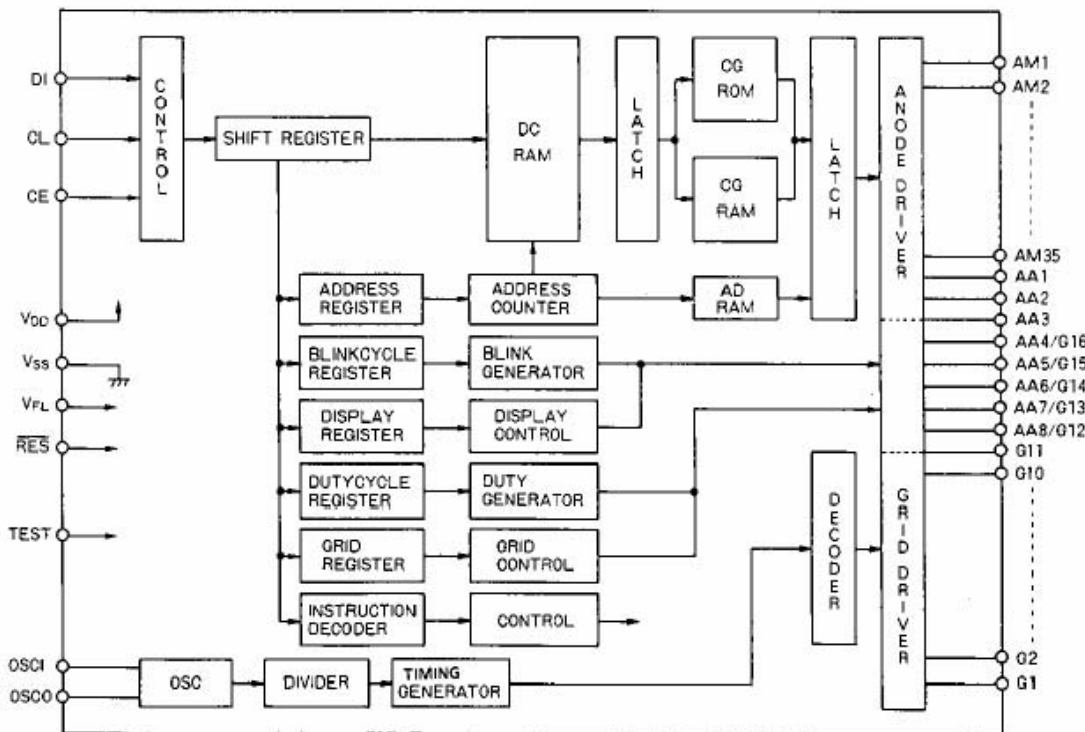 DI
CL
CE
VDD
VSS
VFL
RES
TEST
OSCI
OSCO
CONTROL
SHIFT REGISTER
DC
RAM
LATCH
CG
ROM
CG
RAM
LATCH
ANODE DRIVER
ADDRESS
REGISTER
ADDRESS
COUNTER
AD
RAM
BLINKCYCLE
REGISTER
BLINK
GENERATOR
DISPLAY
REGISTER
DISPLAY
CONTROL
DUTYCYCLE
REGISTER
DUTY
GENERATOR
GRID
REGISTER
GRID
CONTROL
INSTRUCTION
DECODER
CONTROL
DECODER
GRID DRIVER
OSC
DIVIDER
TIMING
GENERATOR
AM1
AM2
AM35
AA1
AA2
AA3
AA4/G16
AA5/G15
AA6/G14
AA7/G13
AA8/G12
G11
G10
G2
G1